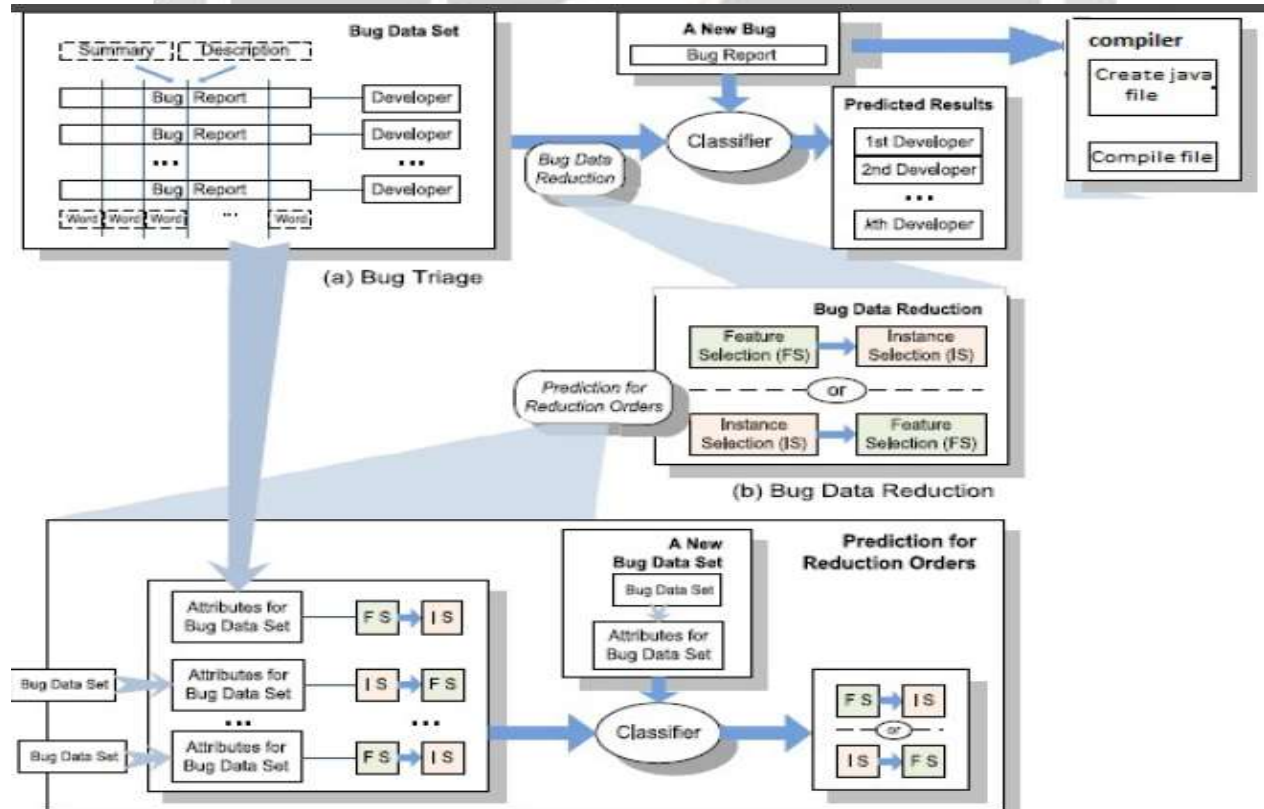 Bug Data Set
Summary
Description
Bug Report
Developer
Bug Report
Developer
...
...
Bug Report
Developer
Word
Word
Word
...
Word
(a) Bug Triage
Bug Data
Reduction
A New Bug
Bug Report
Classifier
Predicted Results
1st Developer
2nd Developer
...
kth Developer
compiler
Create java
file
Compile file
Bug Data Reduction
Feature
Selection (FS)
Instance
Selection (IS)
or
Instance
Selection (IS)
Feature
Selection (FS)
Prediction for
Reduction Orders
(b) Bug Data Reduction
Prediction for
Reduction Orders
A New
Bug Data Set
Bug Data Set
Attributes for
Bug Data Set
Attributes for
Bug Data Set
F S
I S
Bug Data Set
Attributes for
Bug Data Set
I S
F S
...
...
Bug Data Set
Attributes for
Bug Data Set
F S
I S
Classifier
F S
I S
or
I S
F S